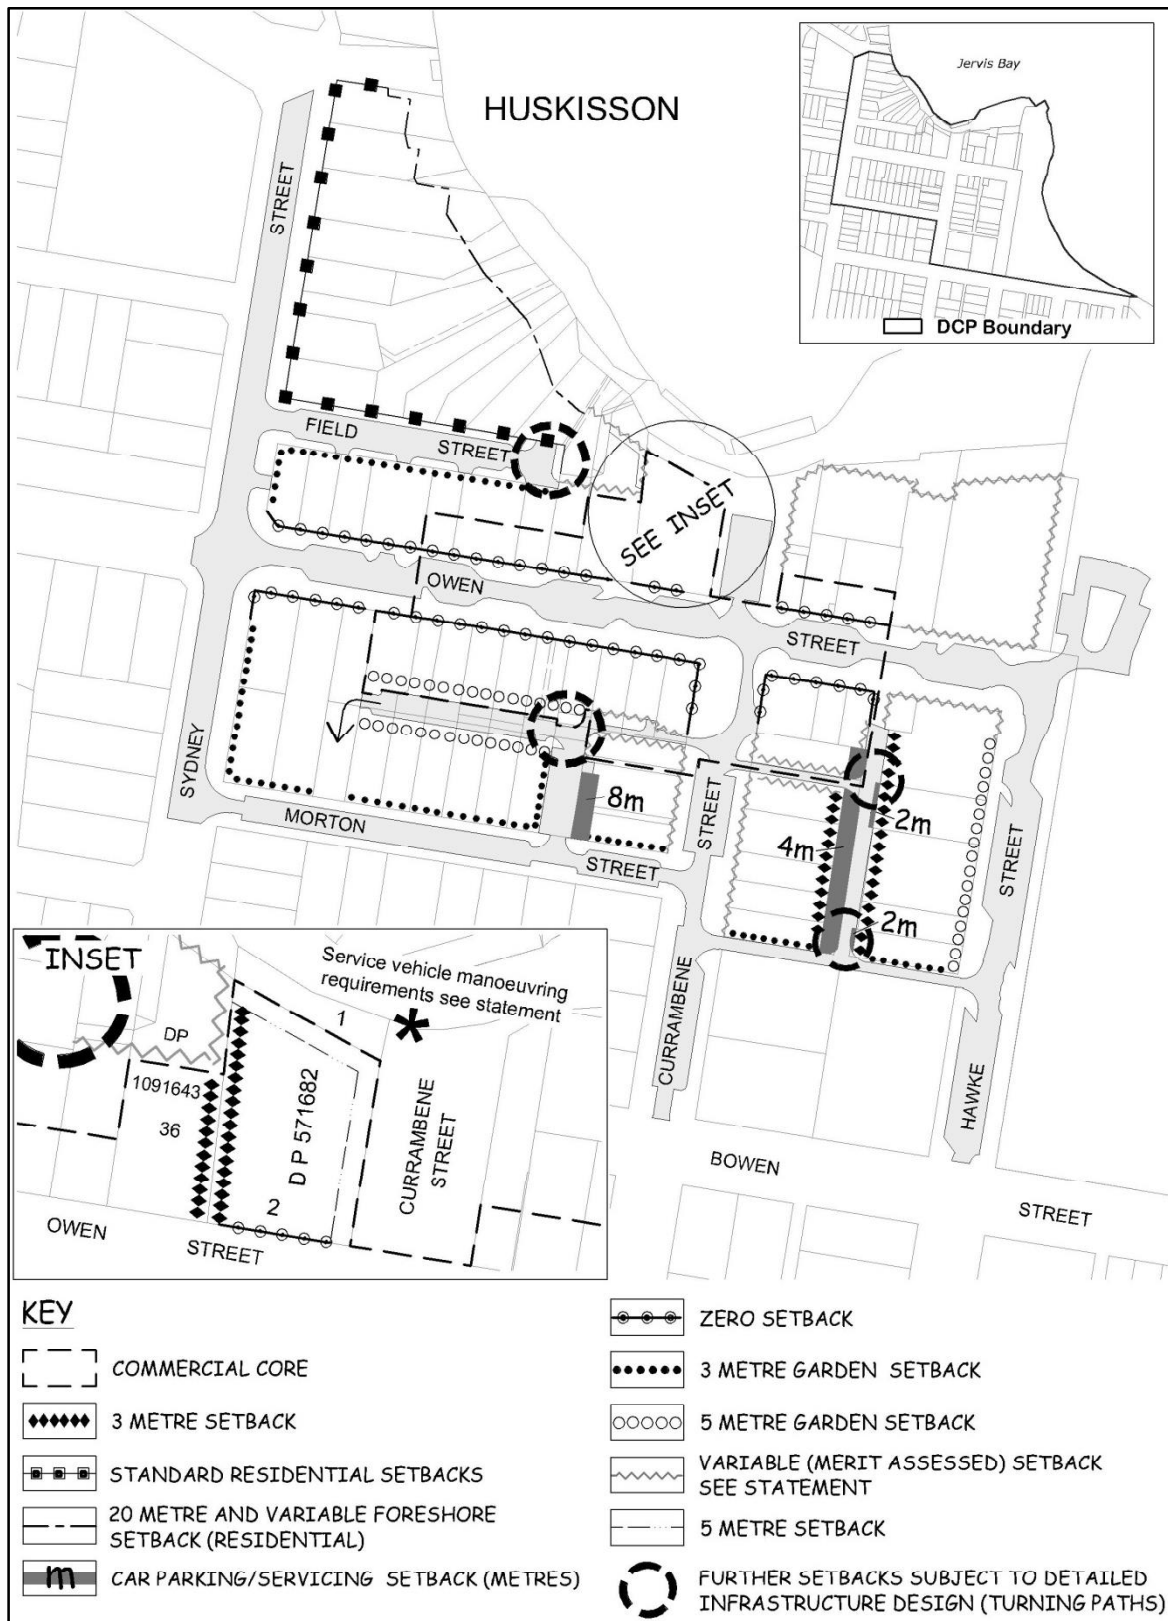 HUSKISSON
Jervis Bay
DCP Boundary
STREET
FIELD
STREET
SEE INSET
OWEN
STREET
SYDNEY
MORTON
STREET
8m
STREET
4m
2m
2m
STREET
CURRAMBENE
HAWKE
BOWEN
STREET
INSET
Service vehicle manoeuvring
requirements see statement
*
DP
1091643
36
1
D P 571682
2
CURRAMBENE
STREET
OWEN
STREET
KEY
COMMERCIAL CORE
3 METRE SETBACK
STANDARD RESIDENTIAL SETBACKS
20 METRE AND VARIABLE FORESHORE
SETBACK (RESIDENTIAL)
m
CAR PARKING/SERVICING SETBACK (METRES)
ZERO SETBACK
3 METRE GARDEN SETBACK
5 METRE GARDEN SETBACK
VARIABLE (MERIT ASSESSED) SETBACK
SEE STATEMENT
5 METRE SETBACK
FURTHER SETBACKS SUBJECT TO DETAILED
INFRASTRUCTURE DESIGN (TURNING PATHS)